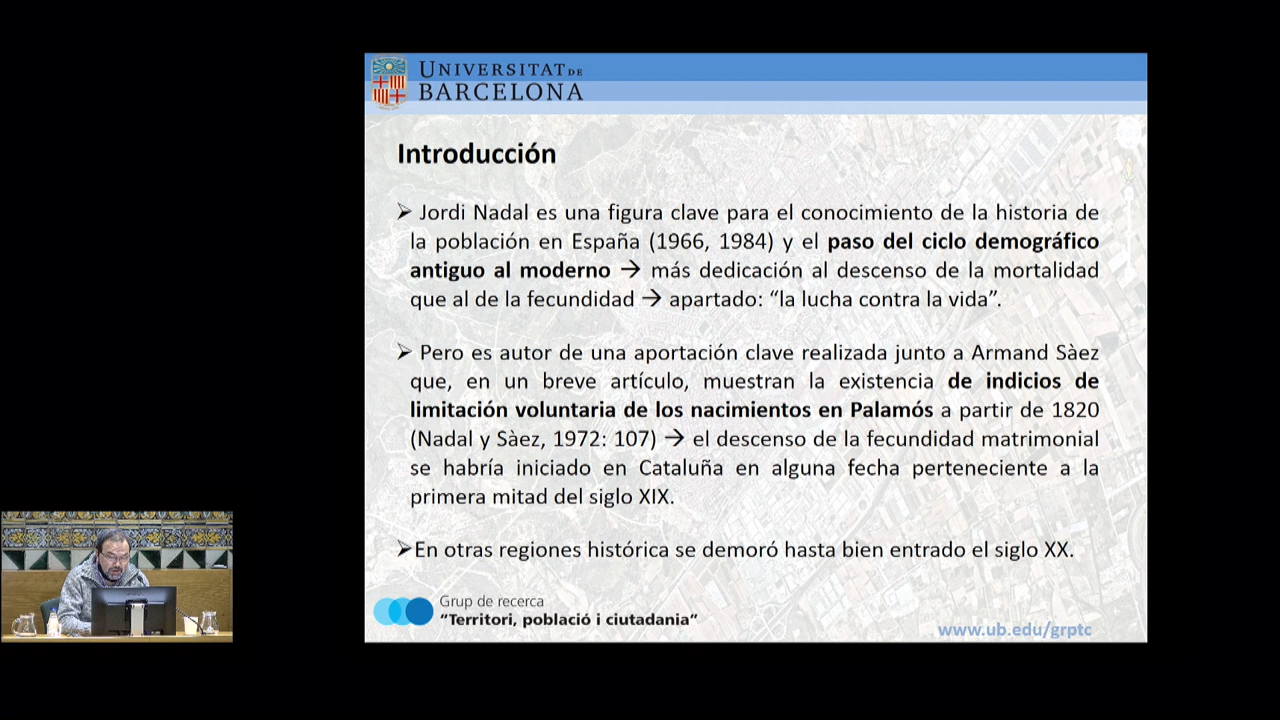 UNIVERSITAT DE
BARCELONA
Introducción
➢ Jordi Nadal es una figura clave para el conocimiento de la historia de
la población en España (1966, 1984) y el paso del ciclo demográfico
antiguo al moderno → más dedicación al descenso de la mortalidad
que al de la fecundidad → apartado: “la lucha contra la vida”.
➢ Pero es autor de una aportación clave realizada junto a Armand Sàez
que, en un breve artículo, muestran la existencia de indicios de
limitación voluntaria de los nacimientos en Palamós a partir de 1820
(Nadal y Sàez, 1972: 107) → el descenso de la fecundidad matrimonial
se habría iniciado en Cataluña en alguna fecha perteneciente a la
primera mitad del siglo XIX.
➢En otras regiones histórica se demoró hasta bien entrado el siglo XX.
Grup de recerca
“Territori, població i ciutadania”
www.ub.edu/grptc